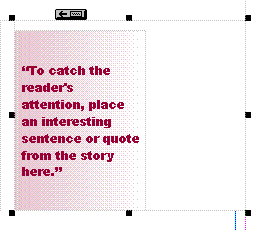 “To catch the
reader's
attention, place
an interesting
sentence or quote
from the story
here.”